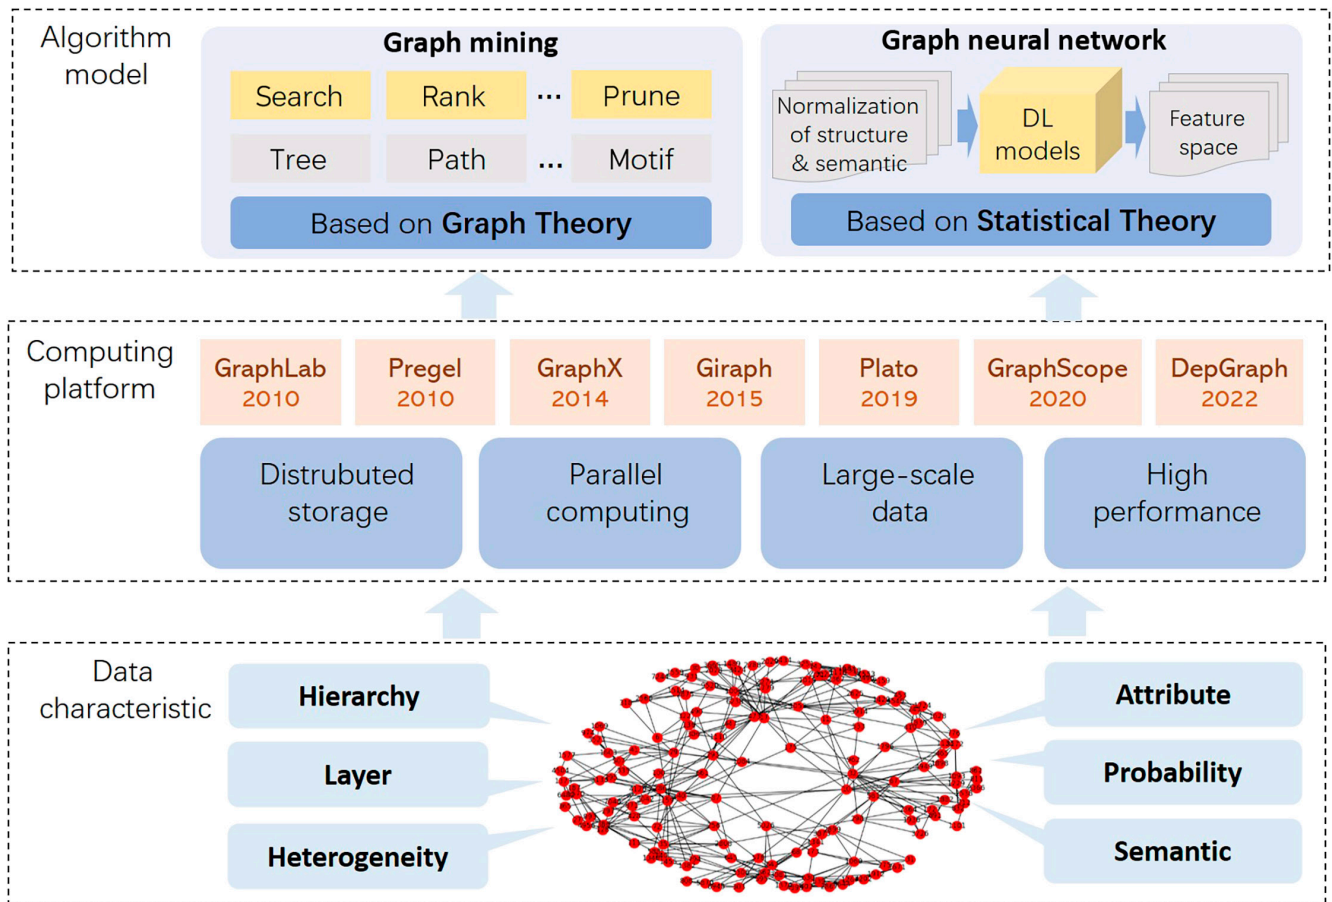 Algorithm
model
Graph mining
Search
Rank
...
Prune
Tree
Path
...
Motif
Based on Graph Theory
Graph neural network
Normalization
of structure
& semantic
DL
models
Feature
space
Based on Statistical Theory
Computing
platform
GraphLab
2010
Pregel
2010
GraphX
2014
Giraph
2015
Plato
2019
GraphScope
2020
DepGraph
2022
Distrubuted
storage
Parallel
computing
Large-scale
data
High
performance
Data
characteristic
Hierarchy
Layer
Heterogeneity
Attribute
Probability
Semantic